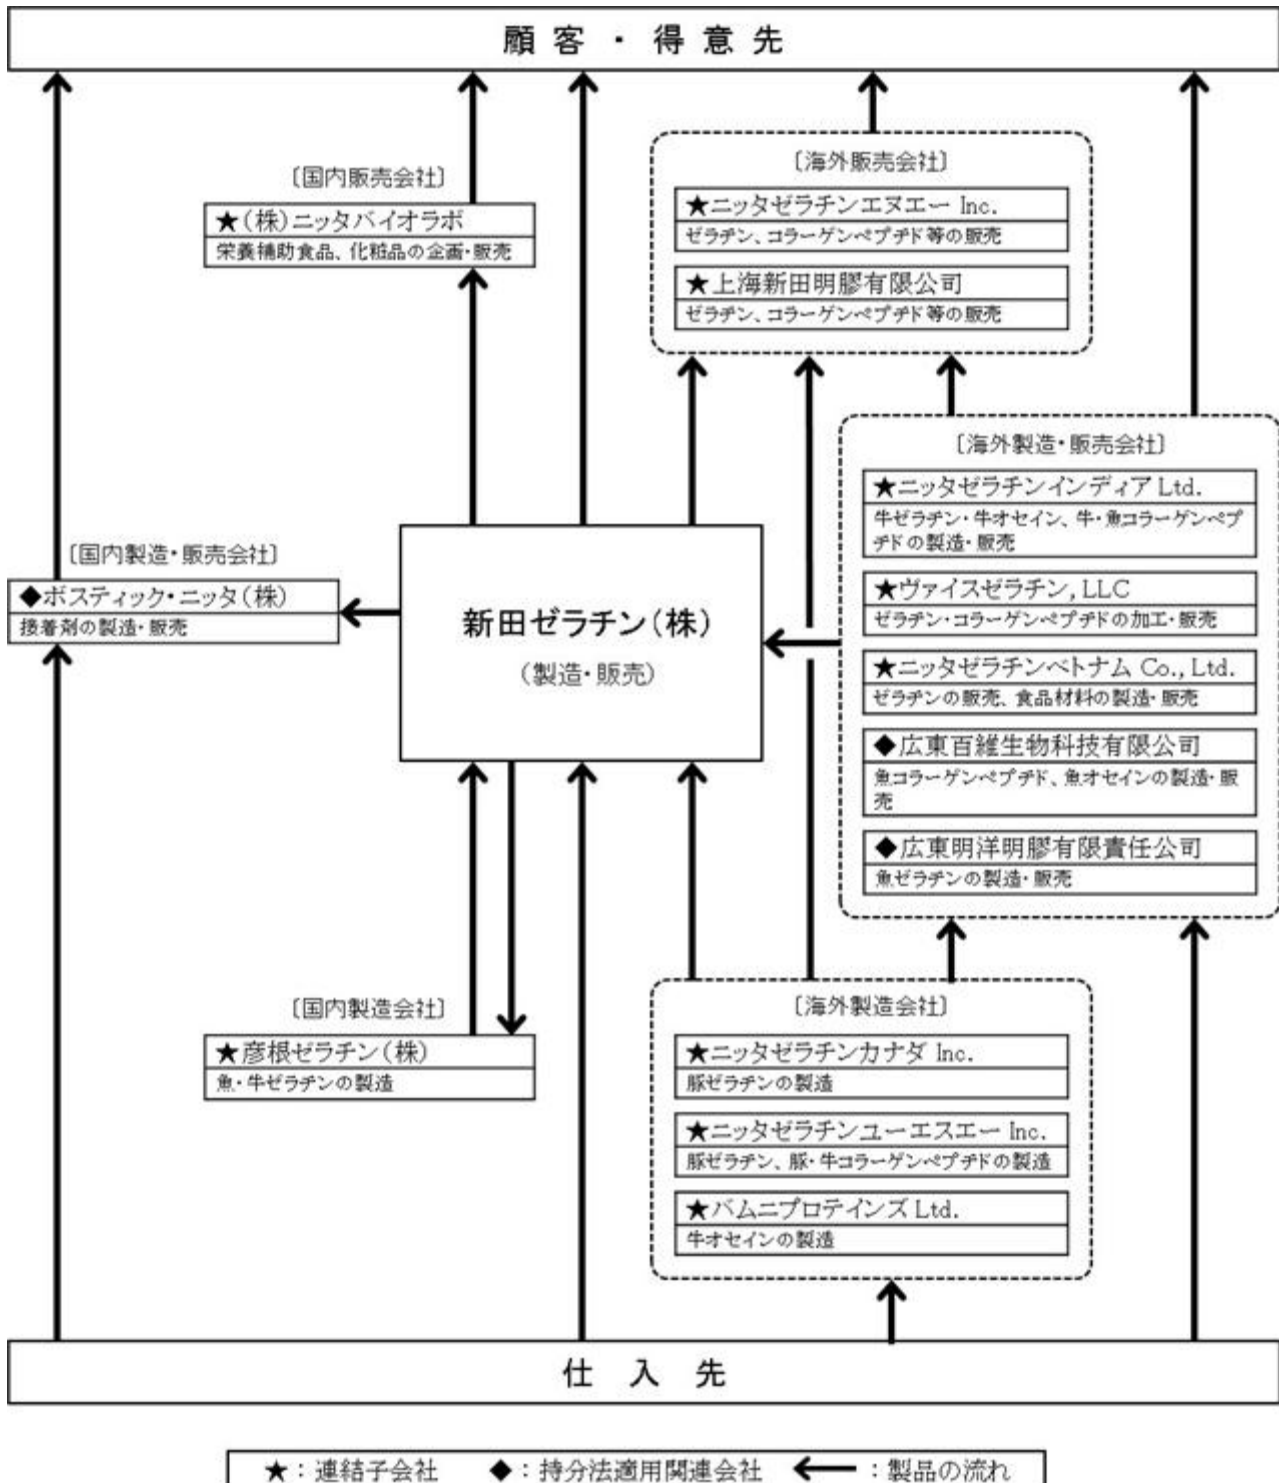 顧客・得意先
〔国内販売会社〕
★(株)ニッタバイオラボ
栄養補助食品、化粧品の企画・販売
〔海外販売会社〕
★ニッタゼラチンエヌエー Inc.
ゼラチン、コラーゲンペプチド等の販売
★上海新田明膠有限公司
ゼラチン、コラーゲンペプチド等の販売
〔海外製造・販売会社〕
★ニッタゼラチンインディア Ltd.
牛ゼラチン・牛オセイン、牛・魚コラーゲンペプ
チドの製造・販売
★ヴァイスゼラチン, LLC
ゼラチン・コラーゲンペプチドの加工・販売
★ニッタゼラチンベトナム Co., Ltd.
ゼラチンの販売、食品材料の製造・販売
◆広東百維生物科技有限公司
魚コラーゲンペプチド、魚オセインの製造・販
売
◆広東明洋明膠有限責任公司
魚ゼラチンの製造・販売
〔国内製造・販売会社〕
◆ボスティック・ニッタ(株)
接着剤の製造・販売
新田ゼラチン(株)
(製造・販売)
〔国内製造会社〕
★彦根ゼラチン(株)
魚・牛ゼラチンの製造
〔海外製造会社〕
★ニッタゼラチンカナダ Inc.
豚ゼラチンの製造
★ニッタゼラチンユーエスエー Inc.
豚ゼラチン、豚・牛コラーゲンペプチドの製造
★バムニプロテインズ Ltd.
牛オセインの製造
仕入先
★：連結子会社 ◆：持分法適用関連会社 ←：製品の流れ